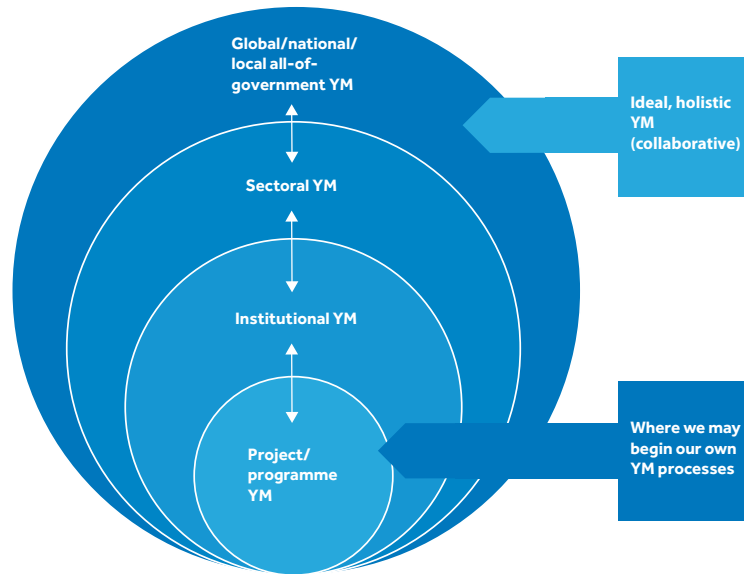 Global/national/
local all-of-
government YM
Ideal, holistic
YM
(collaborative)
Sectoral YM
Institutional YM
Project/
programme
YM
Where we may
begin our own
YM processes